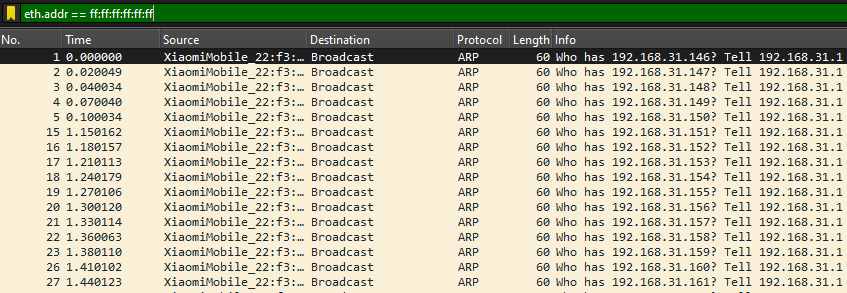 eth.addr == ff:ff:ff:ff:ff:ff
No. Time Source Destination Protocol Length Info
1 0.000000 XiaomiMobile_22:f3:… Broadcast ARP 60 Who has 192.168.31.146? Tell 192.168.31.1
2 0.020049 XiaomiMobile_22:f3:… Broadcast ARP 60 Who has 192.168.31.147? Tell 192.168.31.1
3 0.040034 XiaomiMobile_22:f3:… Broadcast ARP 60 Who has 192.168.31.148? Tell 192.168.31.1
4 0.070040 XiaomiMobile_22:f3:… Broadcast ARP 60 Who has 192.168.31.149? Tell 192.168.31.1
5 0.100034 XiaomiMobile_22:f3:… Broadcast ARP 60 Who has 192.168.31.150? Tell 192.168.31.1
15 1.150162 XiaomiMobile_22:f3:… Broadcast ARP 60 Who has 192.168.31.151? Tell 192.168.31.1
16 1.180157 XiaomiMobile_22:f3:… Broadcast ARP 60 Who has 192.168.31.152? Tell 192.168.31.1
17 1.210113 XiaomiMobile_22:f3:… Broadcast ARP 60 Who has 192.168.31.153? Tell 192.168.31.1
18 1.240179 XiaomiMobile_22:f3:… Broadcast ARP 60 Who has 192.168.31.154? Tell 192.168.31.1
19 1.270106 XiaomiMobile_22:f3:… Broadcast ARP 60 Who has 192.168.31.155? Tell 192.168.31.1
20 1.300120 XiaomiMobile_22:f3:… Broadcast ARP 60 Who has 192.168.31.156? Tell 192.168.31.1
21 1.330114 XiaomiMobile_22:f3:… Broadcast ARP 60 Who has 192.168.31.157? Tell 192.168.31.1
22 1.360063 XiaomiMobile_22:f3:… Broadcast ARP 60 Who has 192.168.31.158? Tell 192.168.31.1
23 1.380110 XiaomiMobile_22:f3:… Broadcast ARP 60 Who has 192.168.31.159? Tell 192.168.31.1
26 1.410102 XiaomiMobile_22:f3:… Broadcast ARP 60 Who has 192.168.31.160? Tell 192.168.31.1
27 1.440123 XiaomiMobile_22:f3:… Broadcast ARP 60 Who has 192.168.31.161? Tell 192.168.31.1